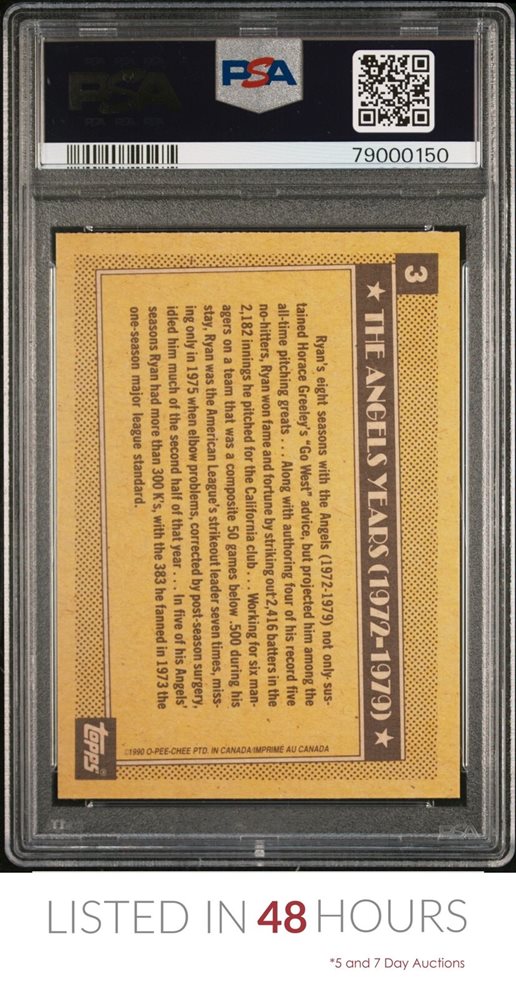 PSA
PSA
79000150
3
★ THE ANGELS YEARS (1972-1979) ★
Ryan's eight seasons with the Angels (1972-1979) not only sus-
tained Horace Greeley's "Go West" advice, but projected him among the
all-time pitching greats . . . Along with authoring four of his record five
no-hitters, Ryan won fame and fortune by striking out 2,416 batters in the
2,182 innings he pitched for the California club . . . Working for six man-
agers on a team that was a composite 50 games below .500 during his
stay, Ryan was the American League's strikeout leader seven times, miss-
ing only in 1975 when elbow problems, corrected by post-season surgery,
idled him much of the second half of that year . . . In five of his Angels'
seasons Ryan had more than 300 K's, with the 383 he fanned in 1973 the
one-season major league standard.
©1990 O-PEE-CHEE PTD. IN CANADA/IMPRIMÉ AU CANADA
TOPPS®
PSA
LISTED IN 48 HOURS
*5 and 7 Day Auctions